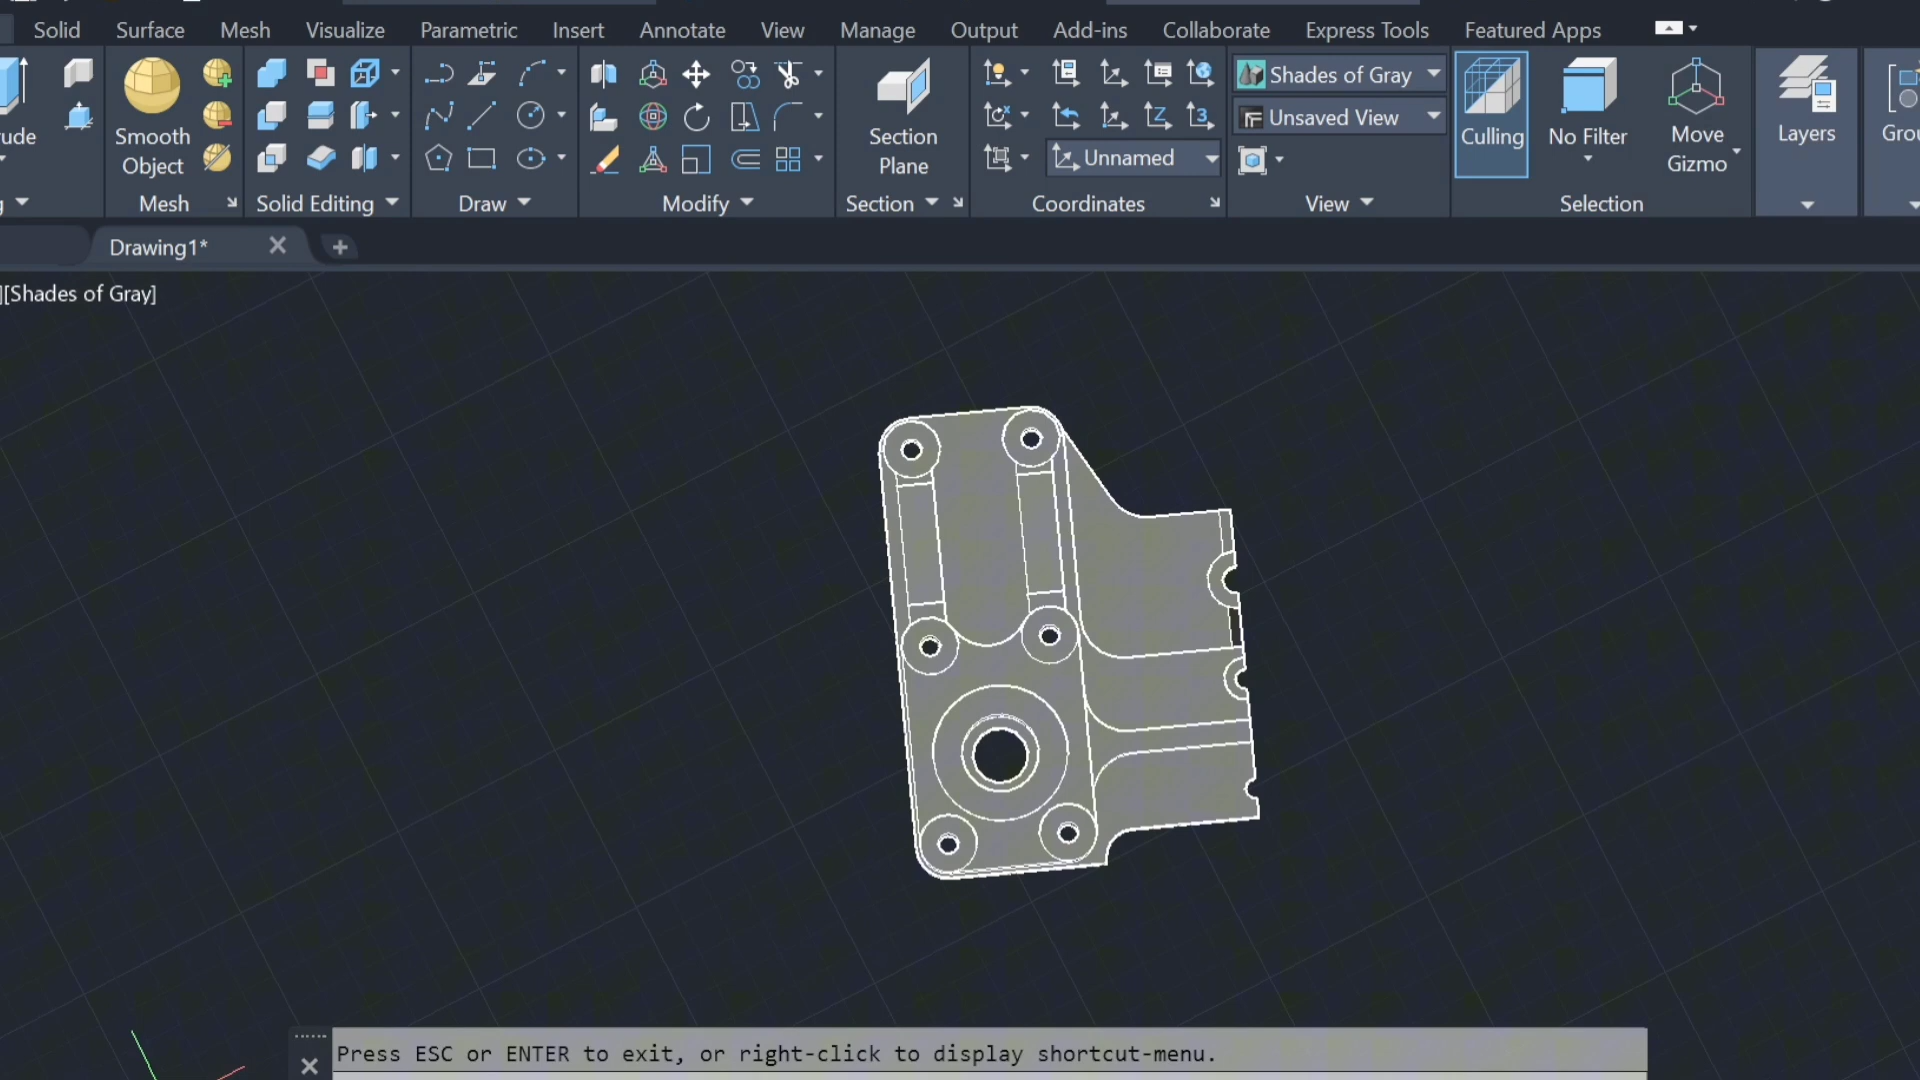 Solid Surface Mesh Visualize Parametric Insert Annotate View Manage Output Add-ins Collaborate Express Tools Featured Apps
Shades of Gray
Unsaved View
ude
Smooth
Object
Section
Plane
Unnamed
Culling
No Filter
Move
Gizmo
Layers
Grou
Mesh Solid Editing Draw Modify Section Coordinates View Selection
Drawing1*
][Shades of Gray]
Press ESC or ENTER to exit, or right-click to display shortcut-menu.